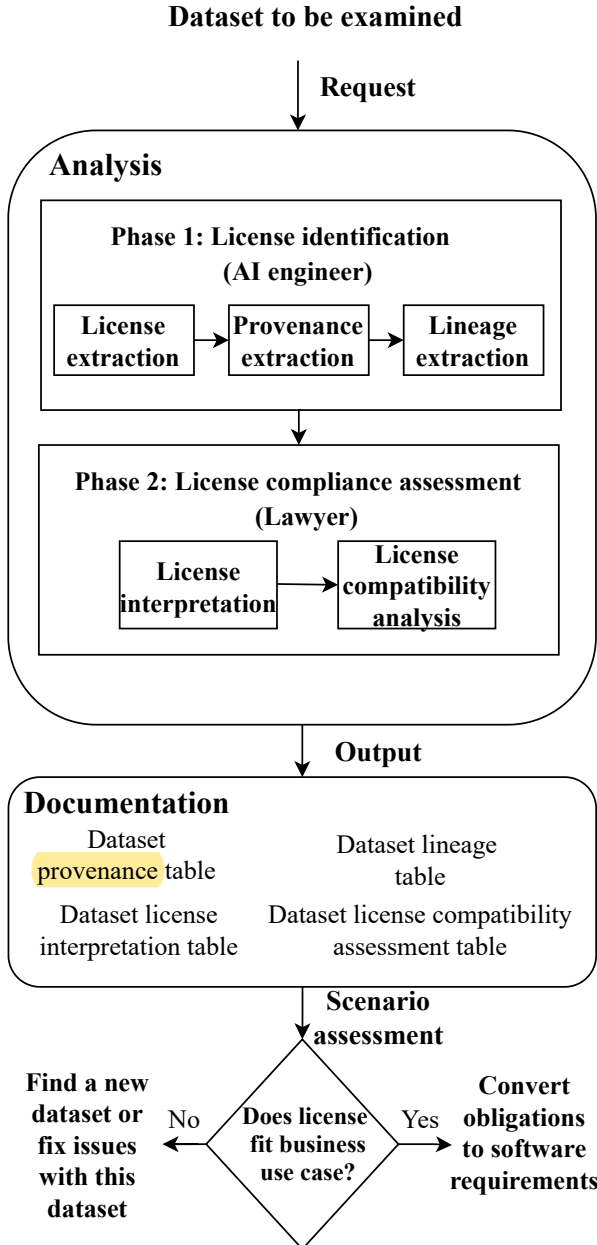 Dataset to be examined
Request
Analysis
Phase 1: License identification
(AI engineer)
License
extraction
Provenance
extraction
Lineage
extraction
Phase 2: License compliance assessment
(Lawyer)
License
interpretation
License
compatibility
analysis
Output
Documentation
Dataset
provenance table
Dataset lineage
table
Dataset license
interpretation table
Dataset license compatibility
assessment table
Scenario
assessment
Find a new
dataset or
fix issues
with this
dataset
No
Does license
fit business
use case?
Yes
Convert
obligations
to software
requirements